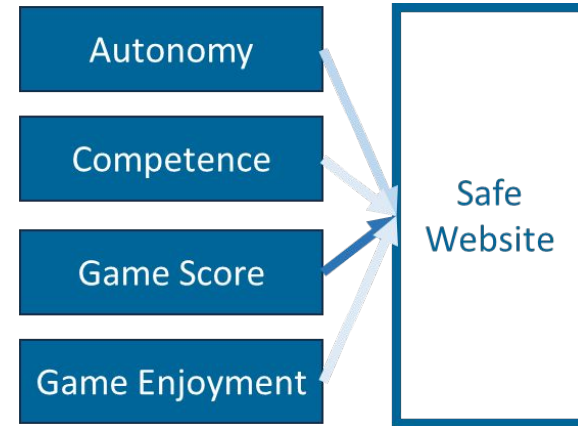 Autonomy
Competence
Game Score
Game Enjoyment
Safe
Website